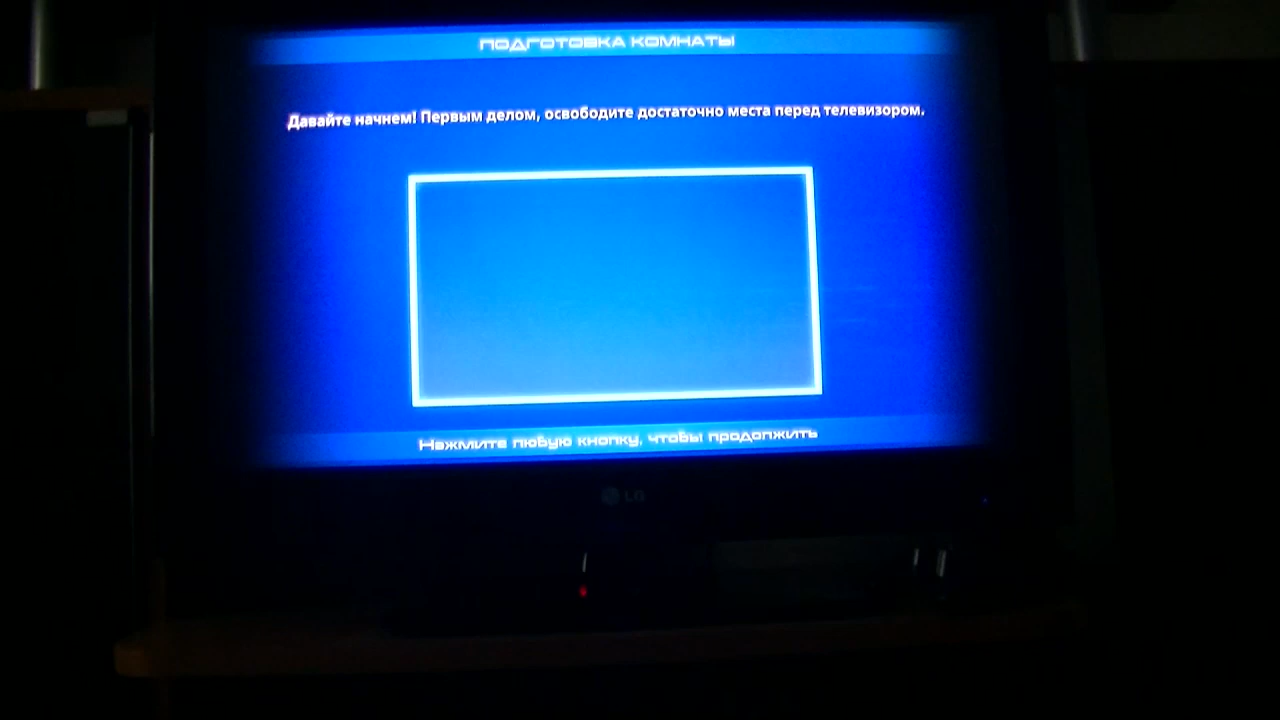 ПОДГОТОВКА КОМНАТЫ
Давайте начнем! Первым делом, освободите достаточно места перед телевизором.
Нажмите любую кнопку, чтобы продолжить
LG